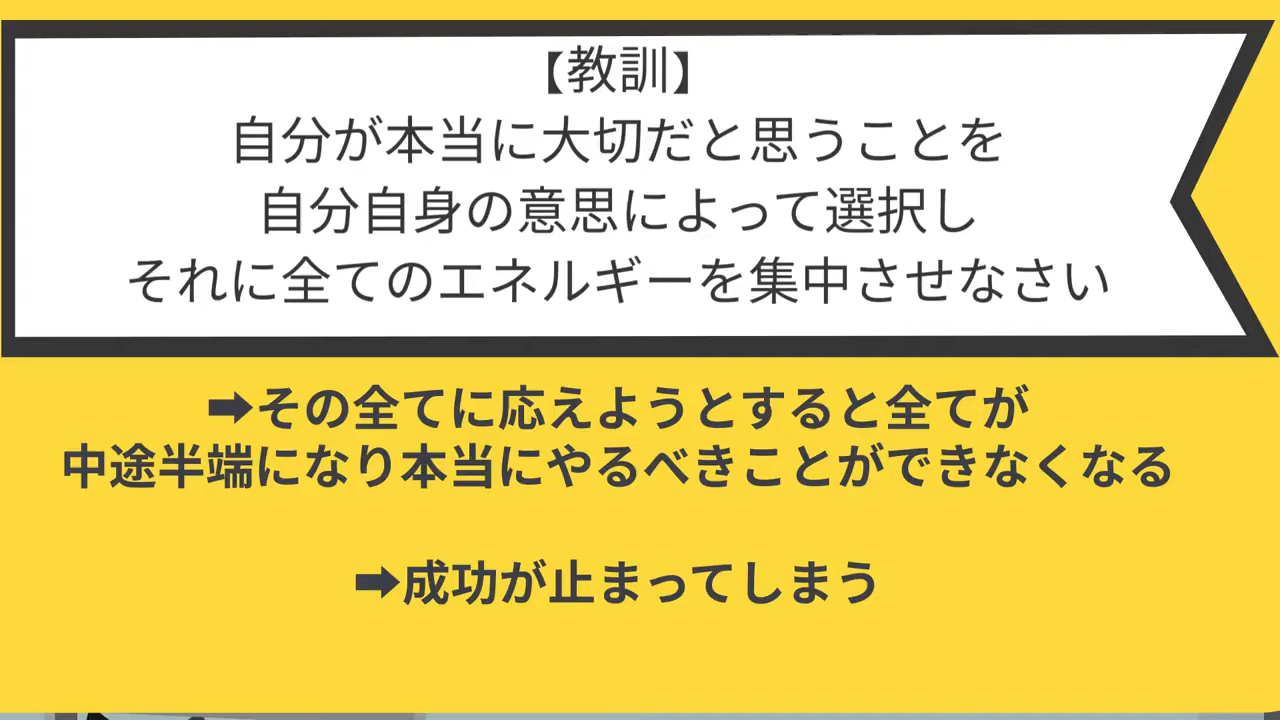 【教訓】
自分が本当に大切だと思うことを
自分自身の意思によって選択し
それに全てのエネルギーを集中させなさい
➡その全てに応えようとすると全てが
中途半端になり本当にやるべきことができなくなる
➡成功が止まってしまう